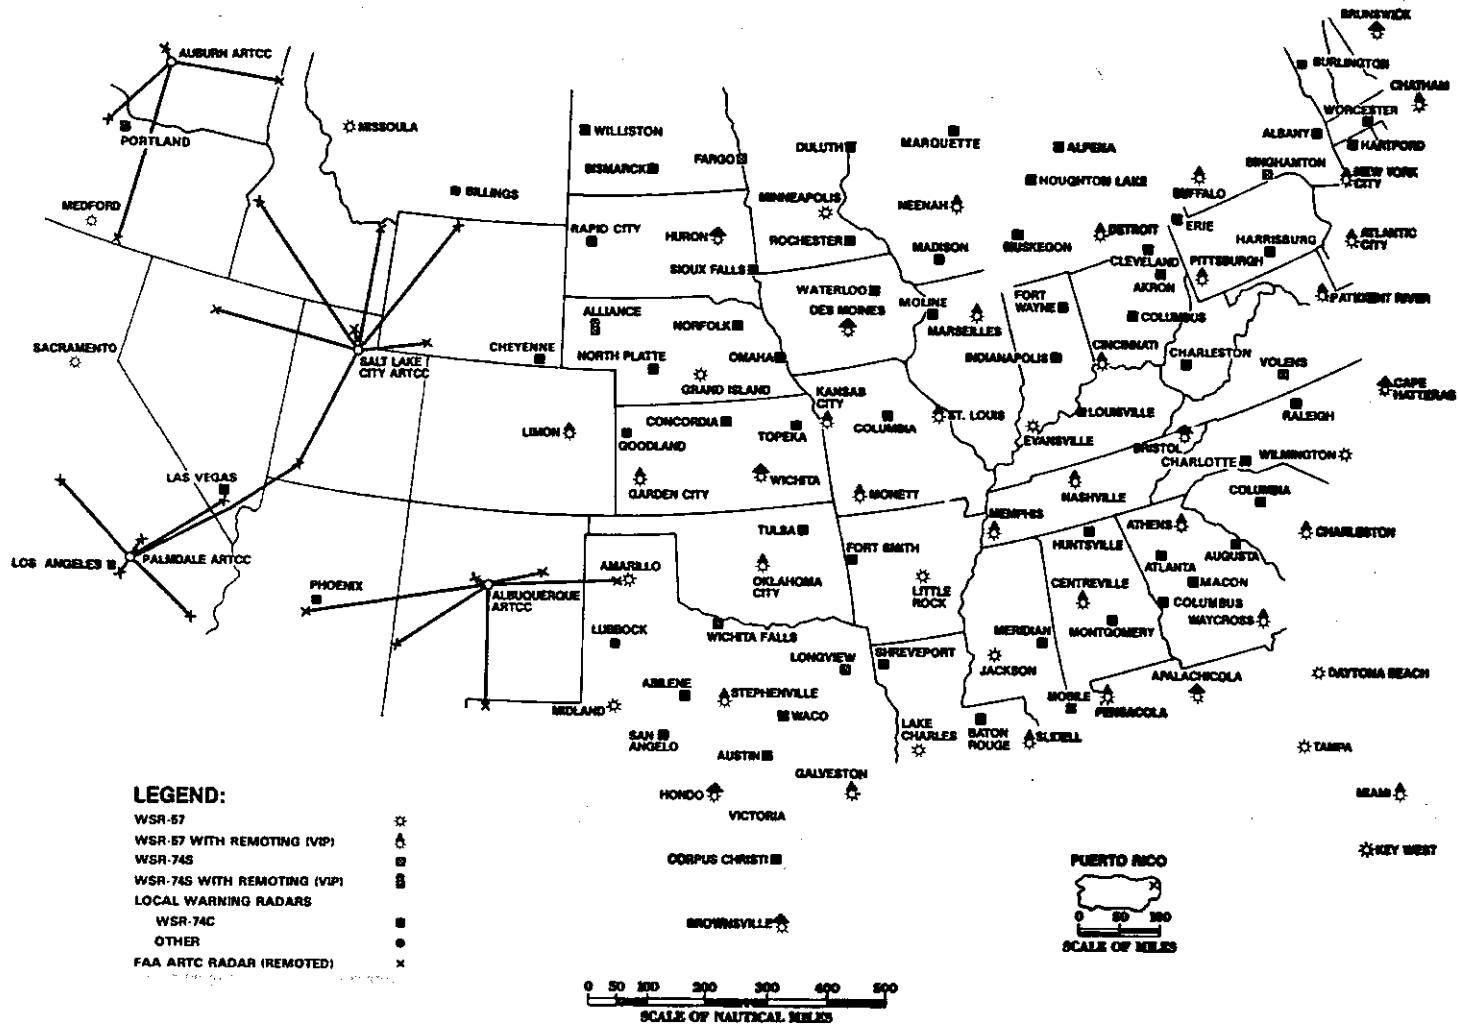 BRUNSWICK
AUBURN ARTCC
BURLINGTON
CHATHAM
WORCESTER
PORTLAND
MISSOULA
WILLISTON
MARQUETTE
ALBANY
HARTFORD
DULUTH
ALPENA
BISMARCK
FARGO
BINGHAMTON
NEW YORK
CITY
BILLINGS
HOUGHTON LAKE
BUFFALO
MEDFORD
MINNEAPOLIS
NEENAH
RAPID CITY
HURON
ROCHESTER
MADISON
MUSKEGON
DETROIT
ERIE
HARRISBURG
ATLANTIC
CITY
CLEVELAND
PITTSBURGH
SIOUX FALLS
AKRON
WATERLOO
MOLINE
FORT
WAYNE
PATUXENT RIVER
ALLIANCE
NORFOLK
DES MOINES
MARSEILLES
COLUMBUS
SACRAMENTO
SALT LAKE
CITY ARTCC
CHEYENNE
NORTH PLATTE
OMAHA
INDIANAPOLIS
CINCINNATI
CHARLESTON
VOLENS
GRAND ISLAND
KANSAS
CITY
CAPE
HATTERAS
LIMON
CONCORDIA
GOODLAND
TOPEKA
COLUMBIA
ST. LOUIS
LOUISVILLE
EVANSVILLE
RALEIGH
BRISTOL
CHARLOTTE
WILMINGTON
LAS VEGAS
GARDEN CITY
WICHITA
MONETT
NASHVILLE
COLUMBIA
MEMPHIS
ATHENS
CHARLESTON
TULSA
HUNTSVILLE
AUGUSTA
LOS ANGELES
PALMDALE ARTCC
FORT SMITH
ATLANTA
AMARILLO
OKLAHOMA
CITY
LITTLE
ROCK
CENTREVILLE
MACON
PHOENIX
ALBUQUERQUE
ARTCC
COLUMBUS
WAYCROSS
LUBBOCK
WICHITA FALLS
MERIDIAN
MONTGOMERY
LONGVIEW
SHREVEPORT
JACKSON
DAYTONA BEACH
ABILENE
STEPHENVILLE
APALACHICOLA
MIDLAND
WACO
MOBILE
PENSACOLA
SAN
ANGELO
LAKE
CHARLES
BATON
ROUGE
SLIDELL
TAMPA
AUSTIN
GALVESTON
HONDO
MIAMI
VICTORIA
KEY WEST
CORPUS CHRISTI
BROWNSVILLE
LEGEND:
WSR-57
WSR-57 WITH REMOTING (VIP)
WSR-74S
WSR-74S WITH REMOTING (VIP)
LOCAL WARNING RADARS
WSR-74C
OTHER
FAA ARTC RADAR (REMOTED)
PUERTO RICO
0 50 100
SCALE OF MILES
0 50 100 200 300 400 500
SCALE OF NAUTICAL MILES